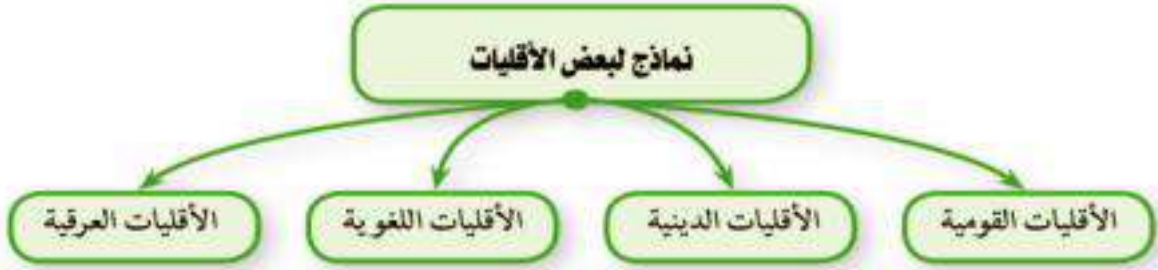 نماذج لبعض الأقليات
الأقليات القومية
الأقليات الدينية
الأقليات اللغوية
الأقليات العرقية